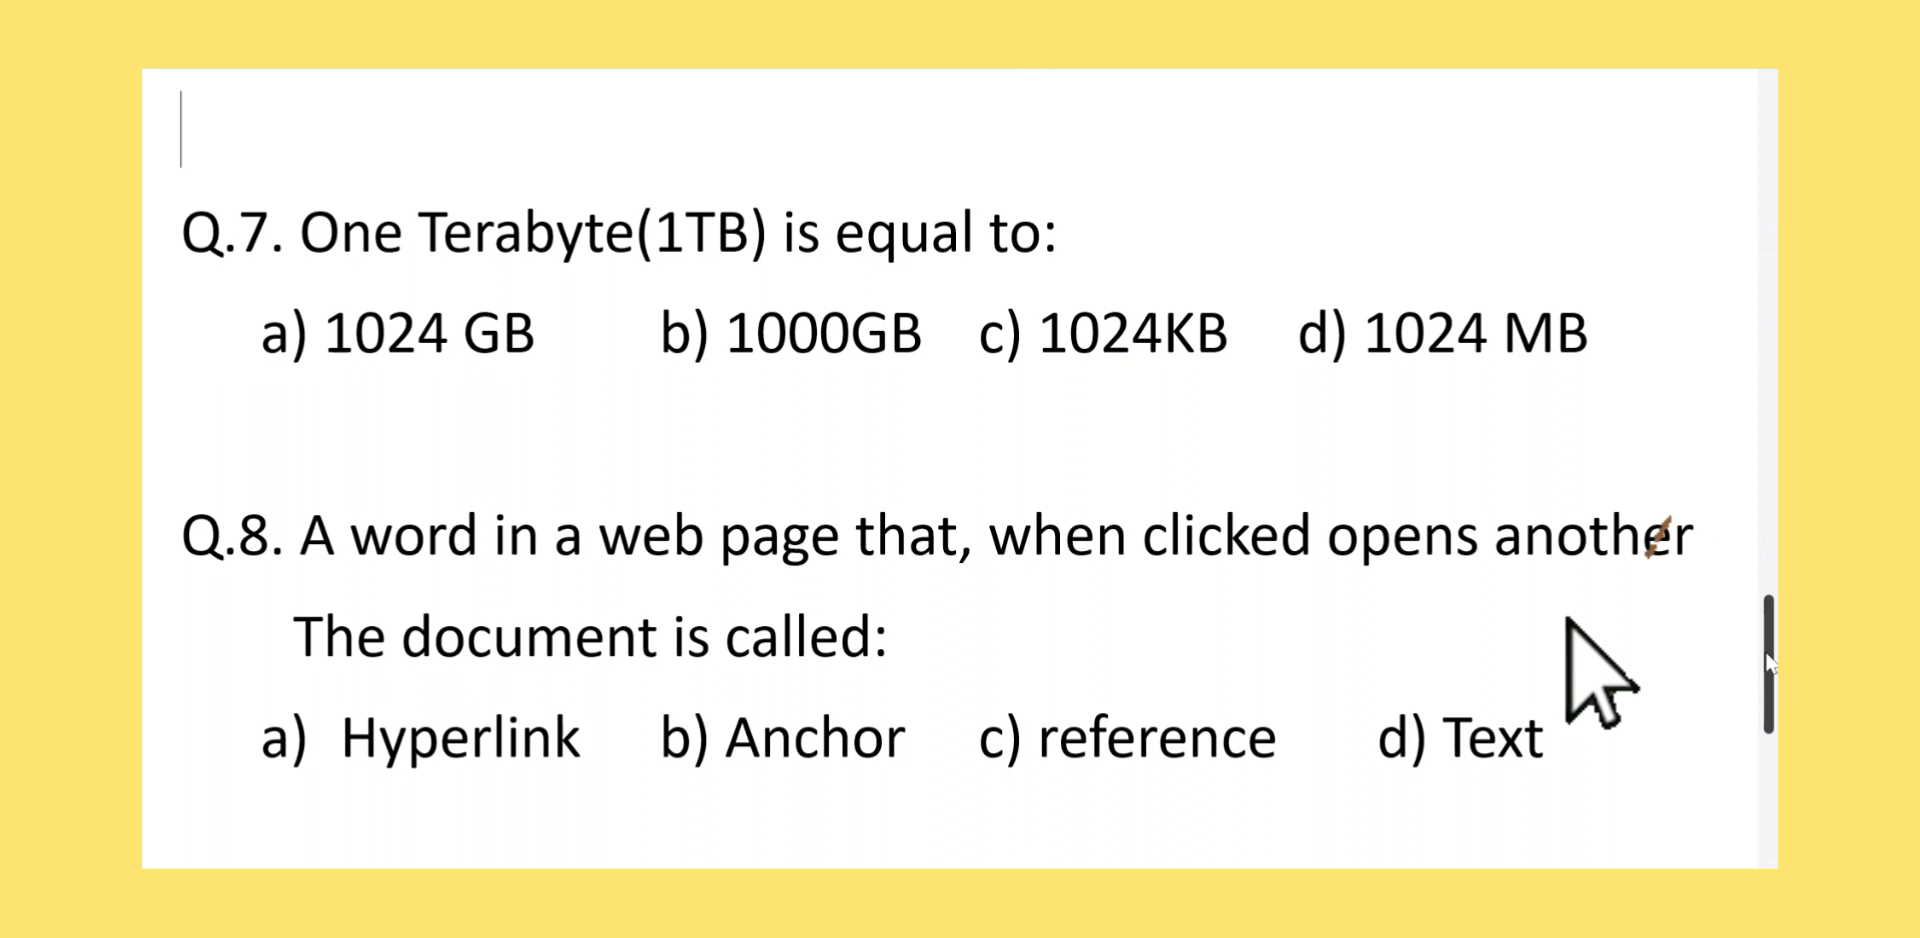 Q.7. One Terabyte(1TB) is equal to:
a) 1024 GB b) 1000GB c) 1024KB d) 1024 MB
Q.8. A word in a web page that, when clicked opens another
The document is called:
a) Hyperlink b) Anchor c) reference d) Text